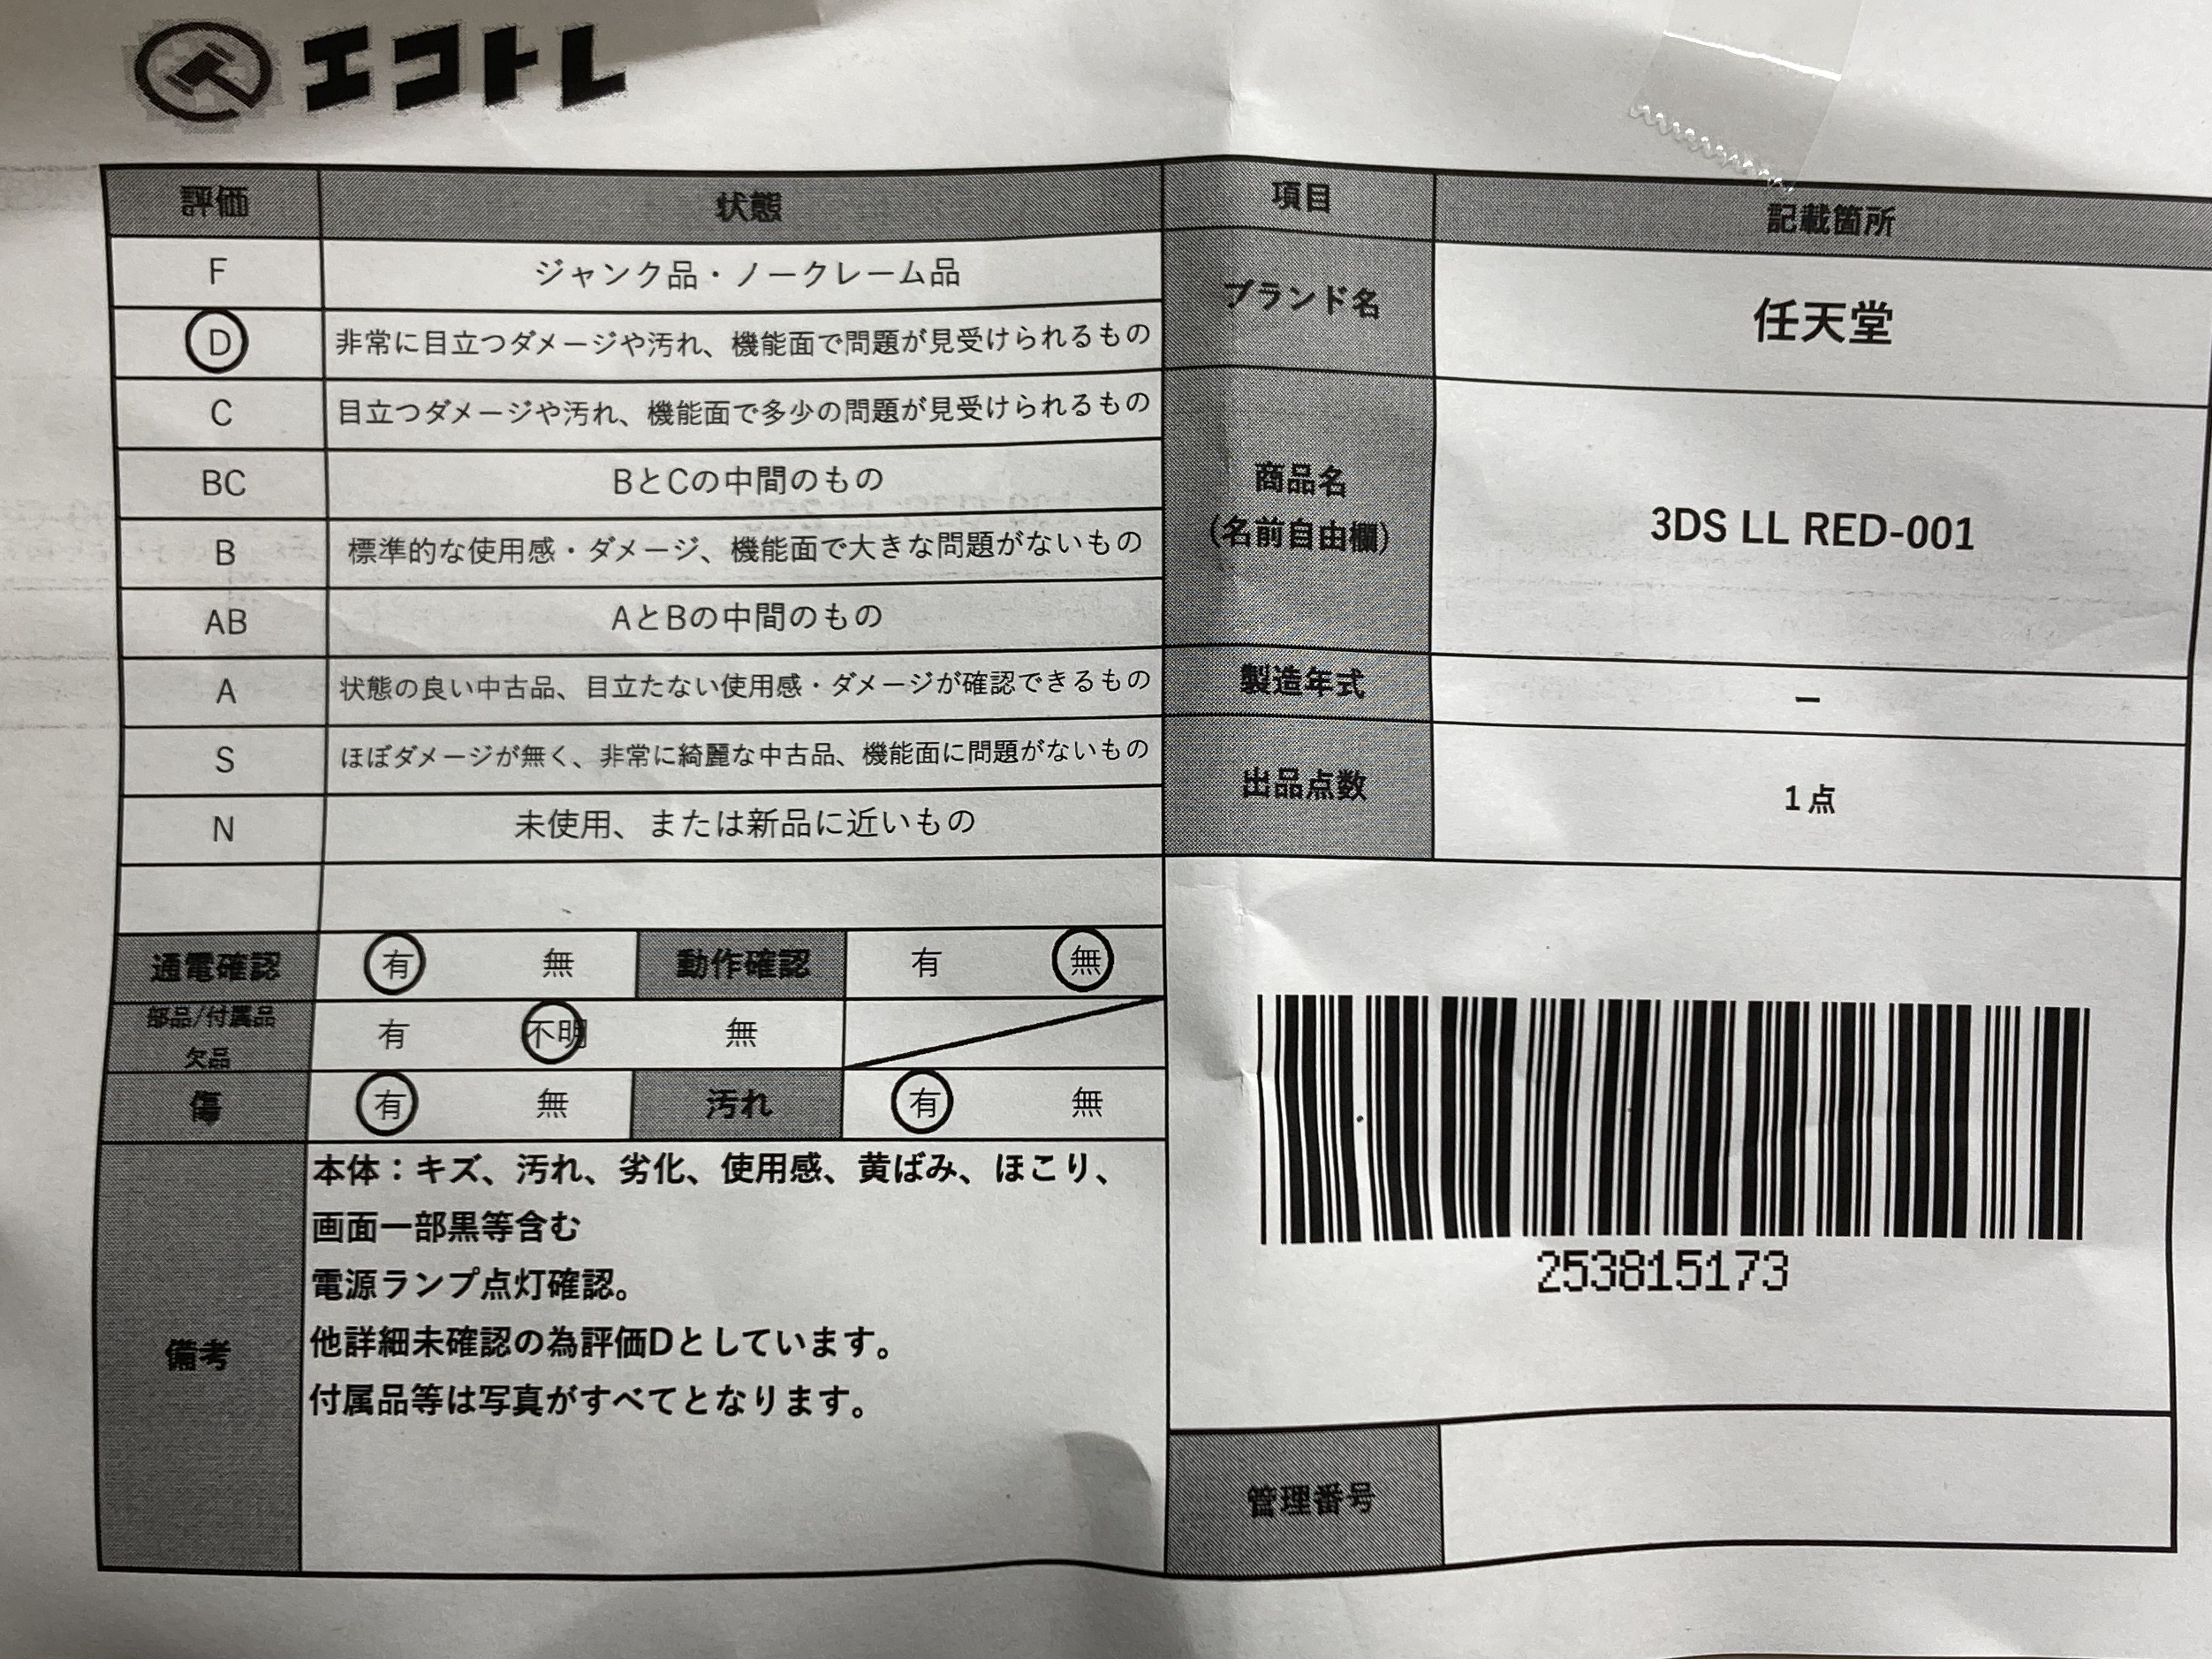 エコトレ
評価 状態 項目 記載箇所
F ジャンク品・ノークレーム品
D 非常に目立つダメージや汚れ、機能面で問題が見受けられるもの
C 目立つダメージや汚れ、機能面で多少の問題が見受けられるもの
BC BとCの中間のもの
B 標準的な使用感・ダメージ、機能面で大きな問題がないもの
AB AとBの中間のもの
A 状態の良い中古品、目立たない使用感・ダメージが確認できるもの
S ほぼダメージが無く、非常に綺麗な中古品、機能面に問題がないもの
N 未使用、または新品に近いもの
通電確認 有 無 動作確認 有 無
部品/付属品
欠品
有 不明 無
傷 有 無 汚れ 有 無
備考
本体：キズ、汚れ、劣化、使用感、黄ばみ、ほこり、
画面一部黒等含む
電源ランプ点灯確認。
他詳細未確認の為評価Dとしています。
付属品等は写真がすべてとなります。
ブランド名 任天堂
商品名
（名前自由欄）
3DS LL RED-001
製造年式 ー
出品点数 1点
253815173
管理番号